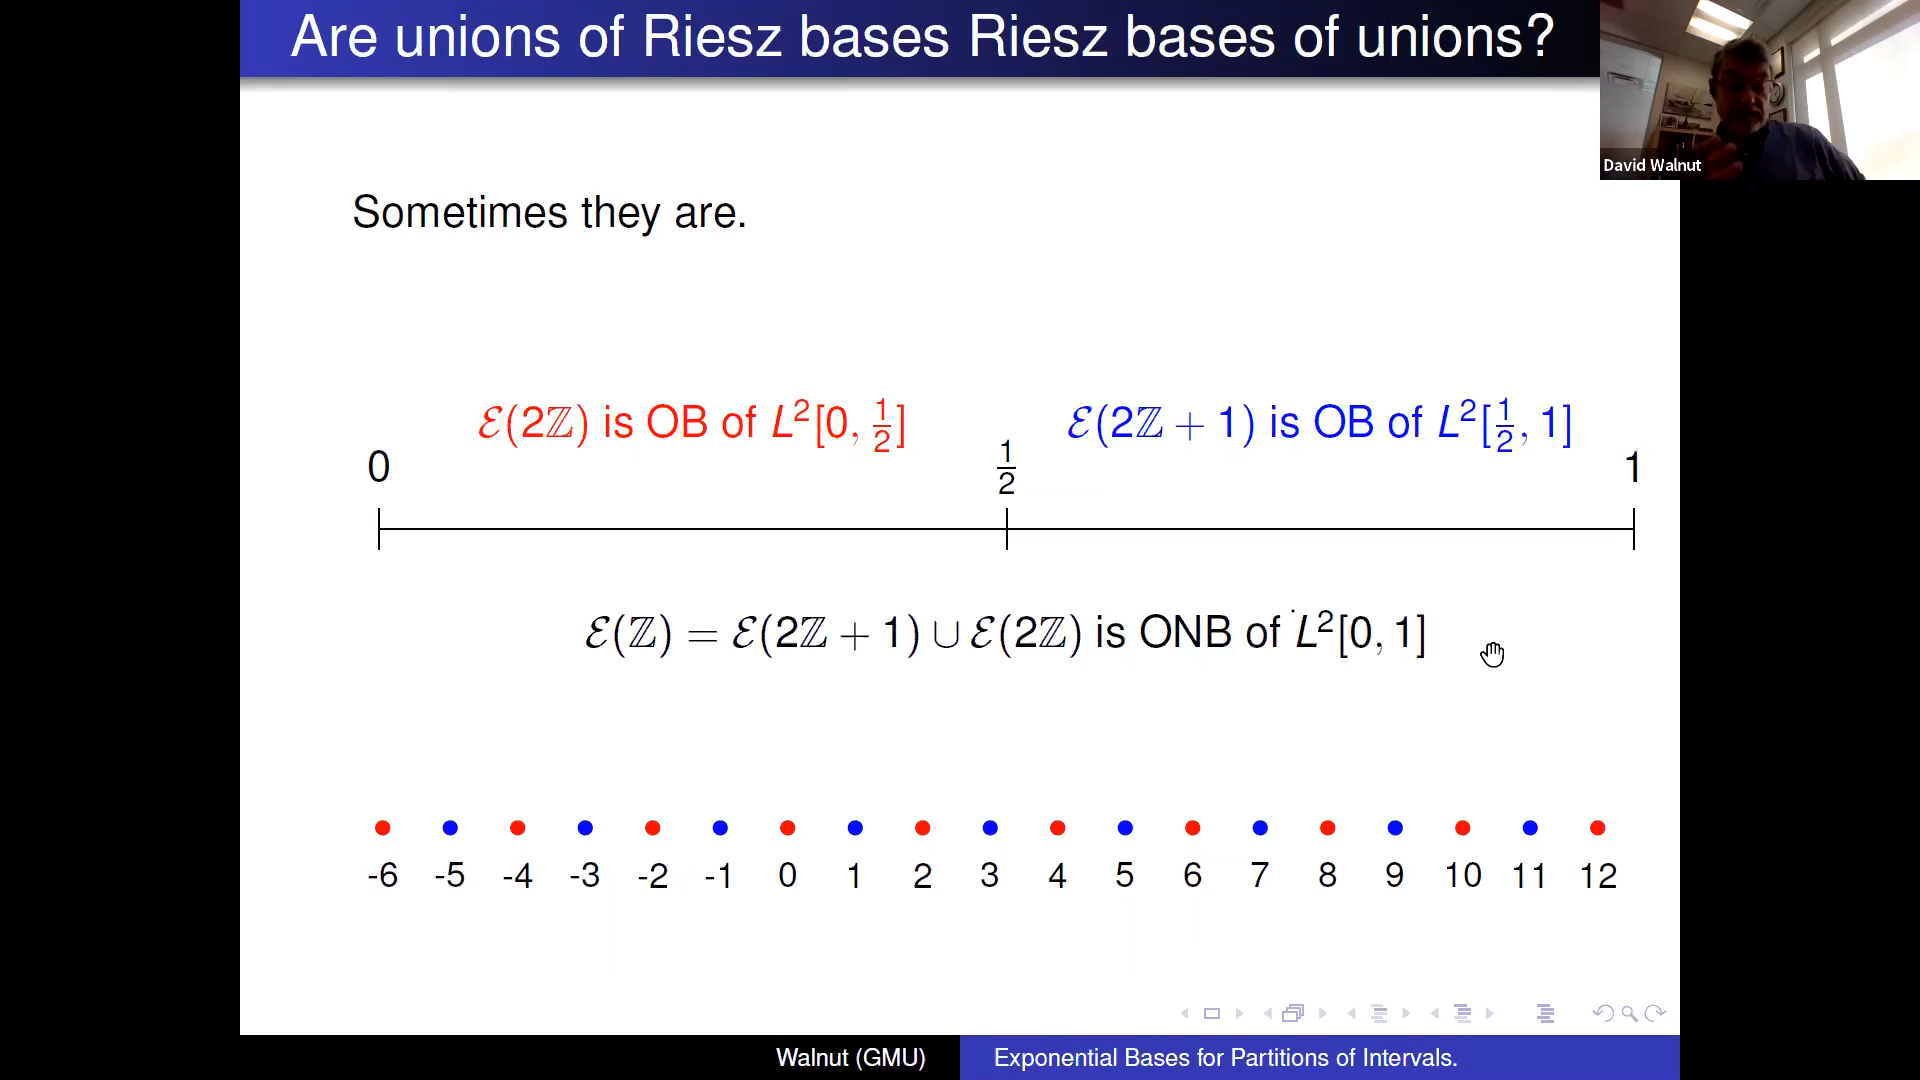 Are unions of Riesz bases Riesz bases of unions?
David Walnut
Sometimes they are.
ℰ(2ℤ) is OB of L²[0, 1/2]
ℰ(2ℤ + 1) is OB of L²[1/2, 1]
0 1/2 1
ℰ(ℤ) = ℰ(2ℤ + 1) ∪ ℰ(2ℤ) is ONB of L²[0, 1]
-6 -5 -4 -3 -2 -1 0 1 2 3 4 5 6 7 8 9 10 11 12
Walnut (GMU) Exponential Bases for Partitions of Intervals.